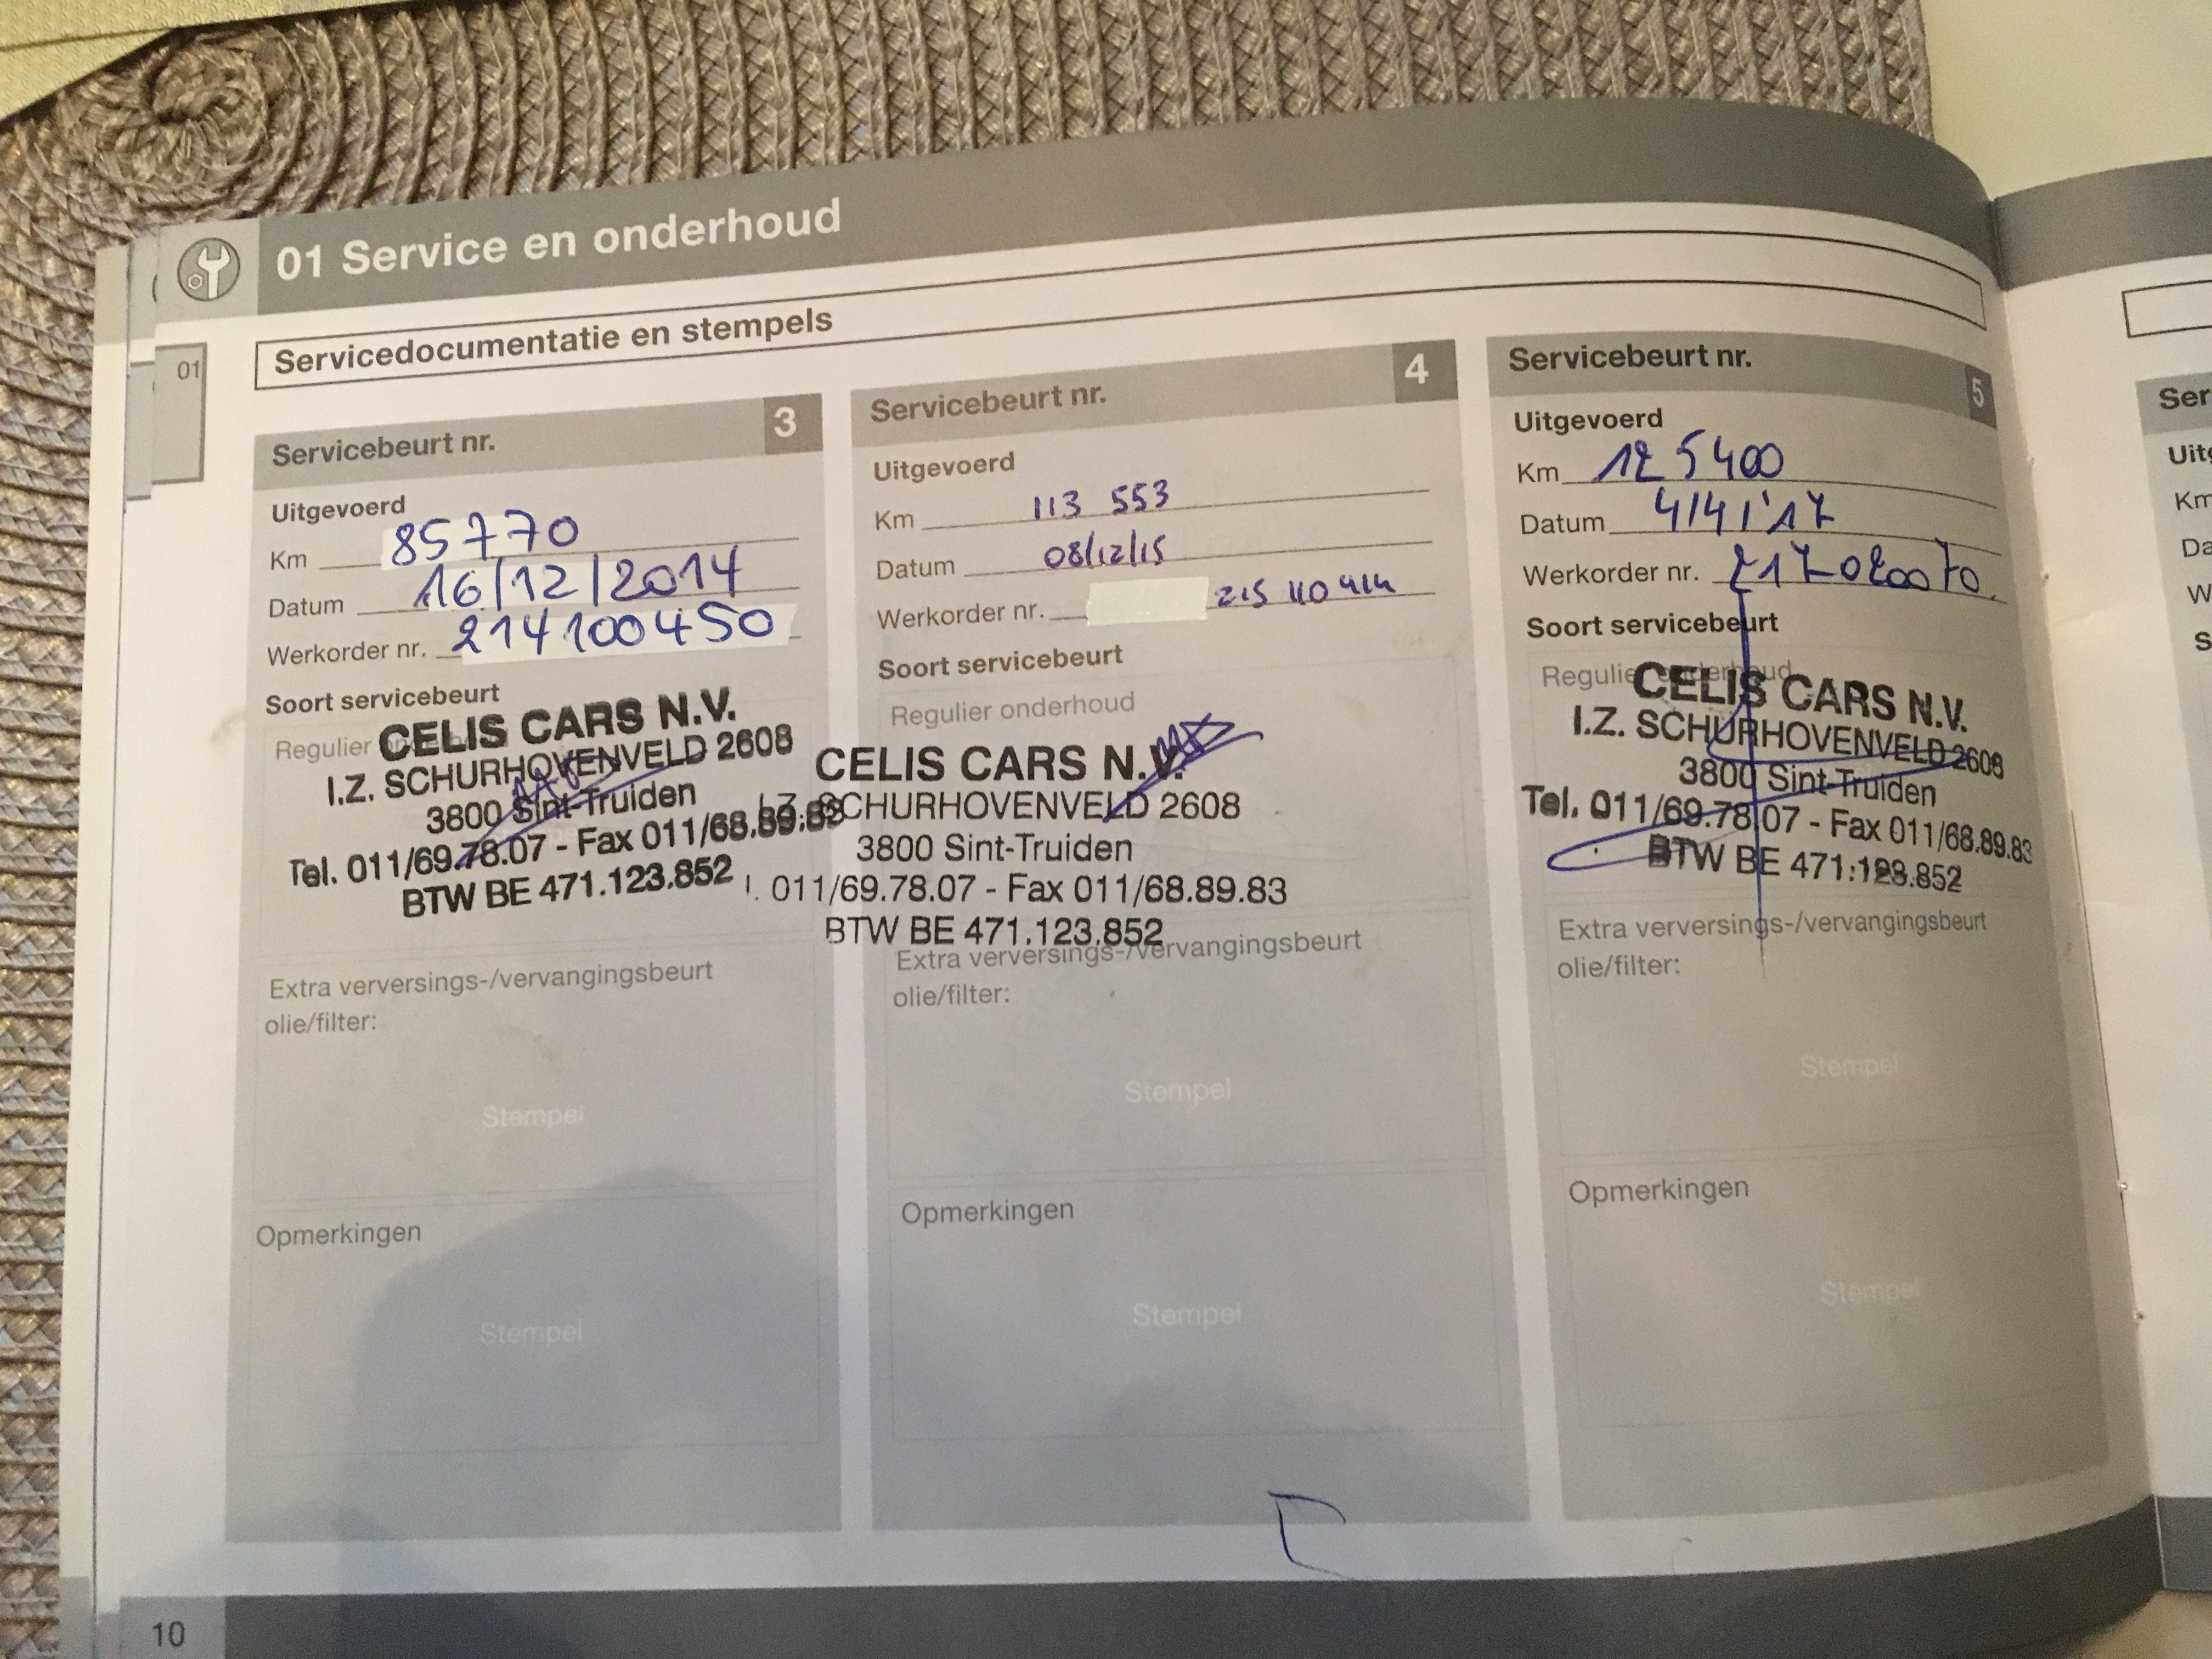 01 Service en onderhoud
Servicedocumentatie en stempels
01
Servicebeurt nr. 3
Uitgevoerd
Km 85770
Datum 16/12/2014
Werkorder nr. 214100450
Soort servicebeurt
Regulier
CELIS CARS N.V.
I.Z. SCHURHOVENVELD 2608
3800 Sint-Truiden
Tel. 011/69.78.07 - Fax 011/68.89.83
BTW BE 471.123.852
Extra verversings-/vervangingsbeurt
olie/filter:
Stempel
Opmerkingen
Stempel
Servicebeurt nr. 4
Uitgevoerd
Km 113 553
Datum 08/12/15
Werkorder nr.
Soort servicebeurt
Regulier onderhoud
CELIS CARS N.V.
I.Z. SCHURHOVENVELD 2608
3800 Sint-Truiden
011/69.78.07 - Fax 011/68.89.83
BTW BE 471.123.852
Extra verversings-/vervangingsbeurt
olie/filter:
Stempel
Opmerkingen
Stempel
Servicebeurt nr. 5
Uitgevoerd
Km 125400
Datum 4/4/'17
Werkorder nr. 217020070
Soort servicebeurt
Regulier onderhoud
CELIS CARS N.V.
I.Z. SCHURHOVENVELD 2608
3800 Sint-Truiden
Tel. 011/69.78.07 - Fax 011/68.89.83
BTW BE 471.123.852
Extra verversings-/vervangingsbeurt
olie/filter:
Stempel
Opmerkingen
Stempel
10